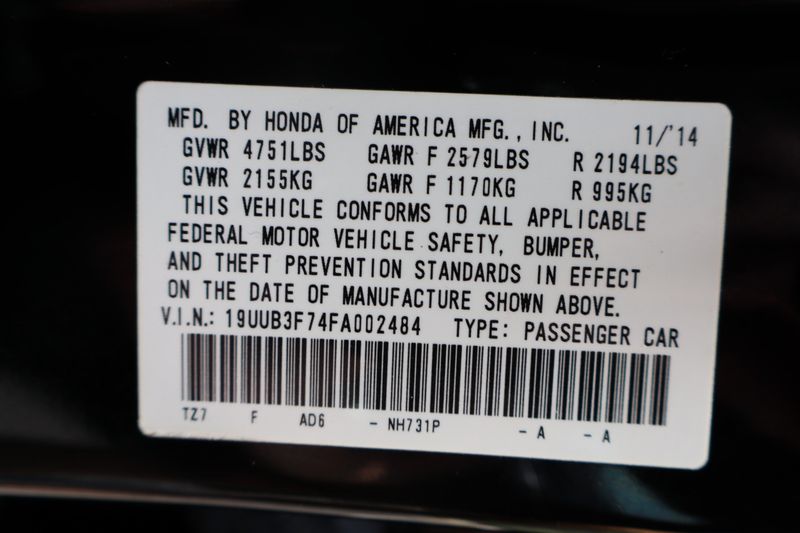 MFD. BY HONDA OF AMERICA MFG., INC. 11/'14
GVWR 4751LBS GAWR F 2579LBS R 2194LBS
GVWR 2155KG GAWR F 1170KG R 995KG
THIS VEHICLE CONFORMS TO ALL APPLICABLE
FEDERAL MOTOR VEHICLE SAFETY, BUMPER,
AND THEFT PREVENTION STANDARDS IN EFFECT
ON THE DATE OF MANUFACTURE SHOWN ABOVE.
V.I.N.: 19UUB3F74FA002484 TYPE: PASSENGER CAR
TZ7 F AD6 - NH731P - A - A